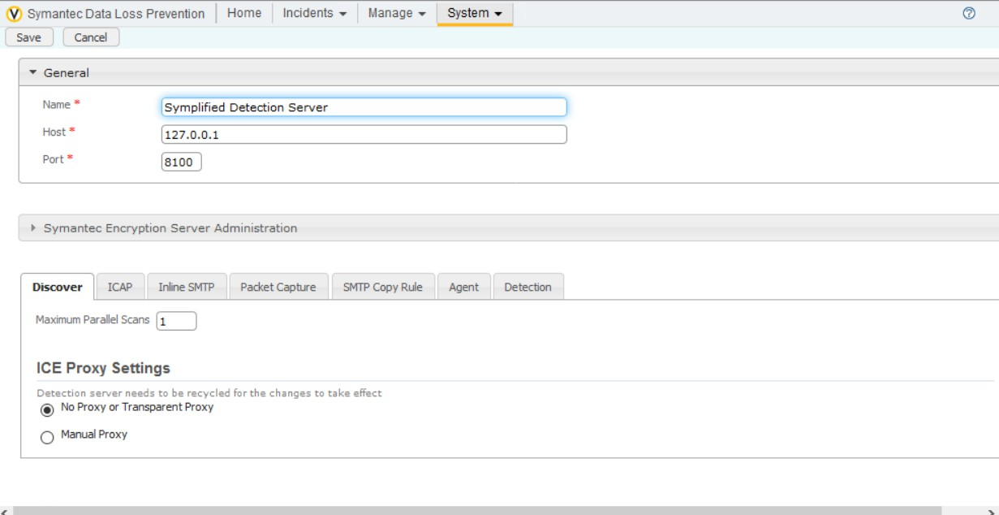 Symantec Data Loss Prevention Home Incidents Manage System
Save Cancel
General
Name *
Symplified Detection Server
Host *
127.0.0.1
Port *
8100
Symantec Encryption Server Administration
Discover ICAP Inline SMTP Packet Capture SMTP Copy Rule Agent Detection
Maximum Parallel Scans 1
ICE Proxy Settings
Detection server needs to be recycled for the changes to take effect
No Proxy or Transparent Proxy
Manual Proxy